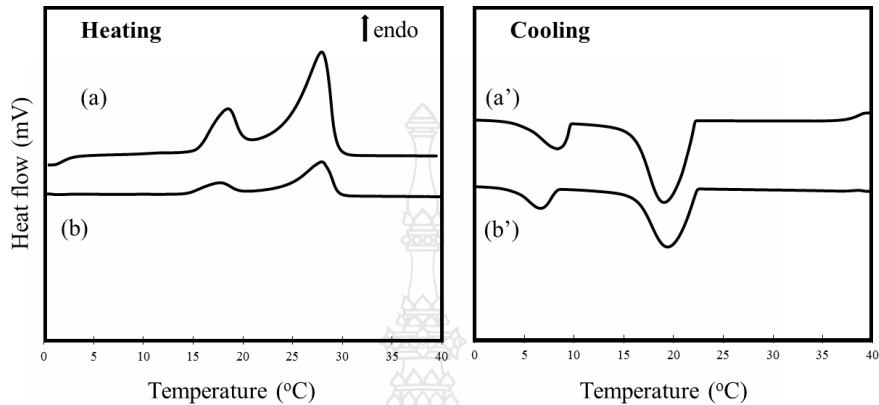 Heating
endo
(a)
(b)
Heat flow (mV)
0 5 10 15 20 25 30 35 40
Temperature (°C)
Cooling
(a’)
(b’)
0 5 10 15 20 25 30 35 40
Temperature (°C)